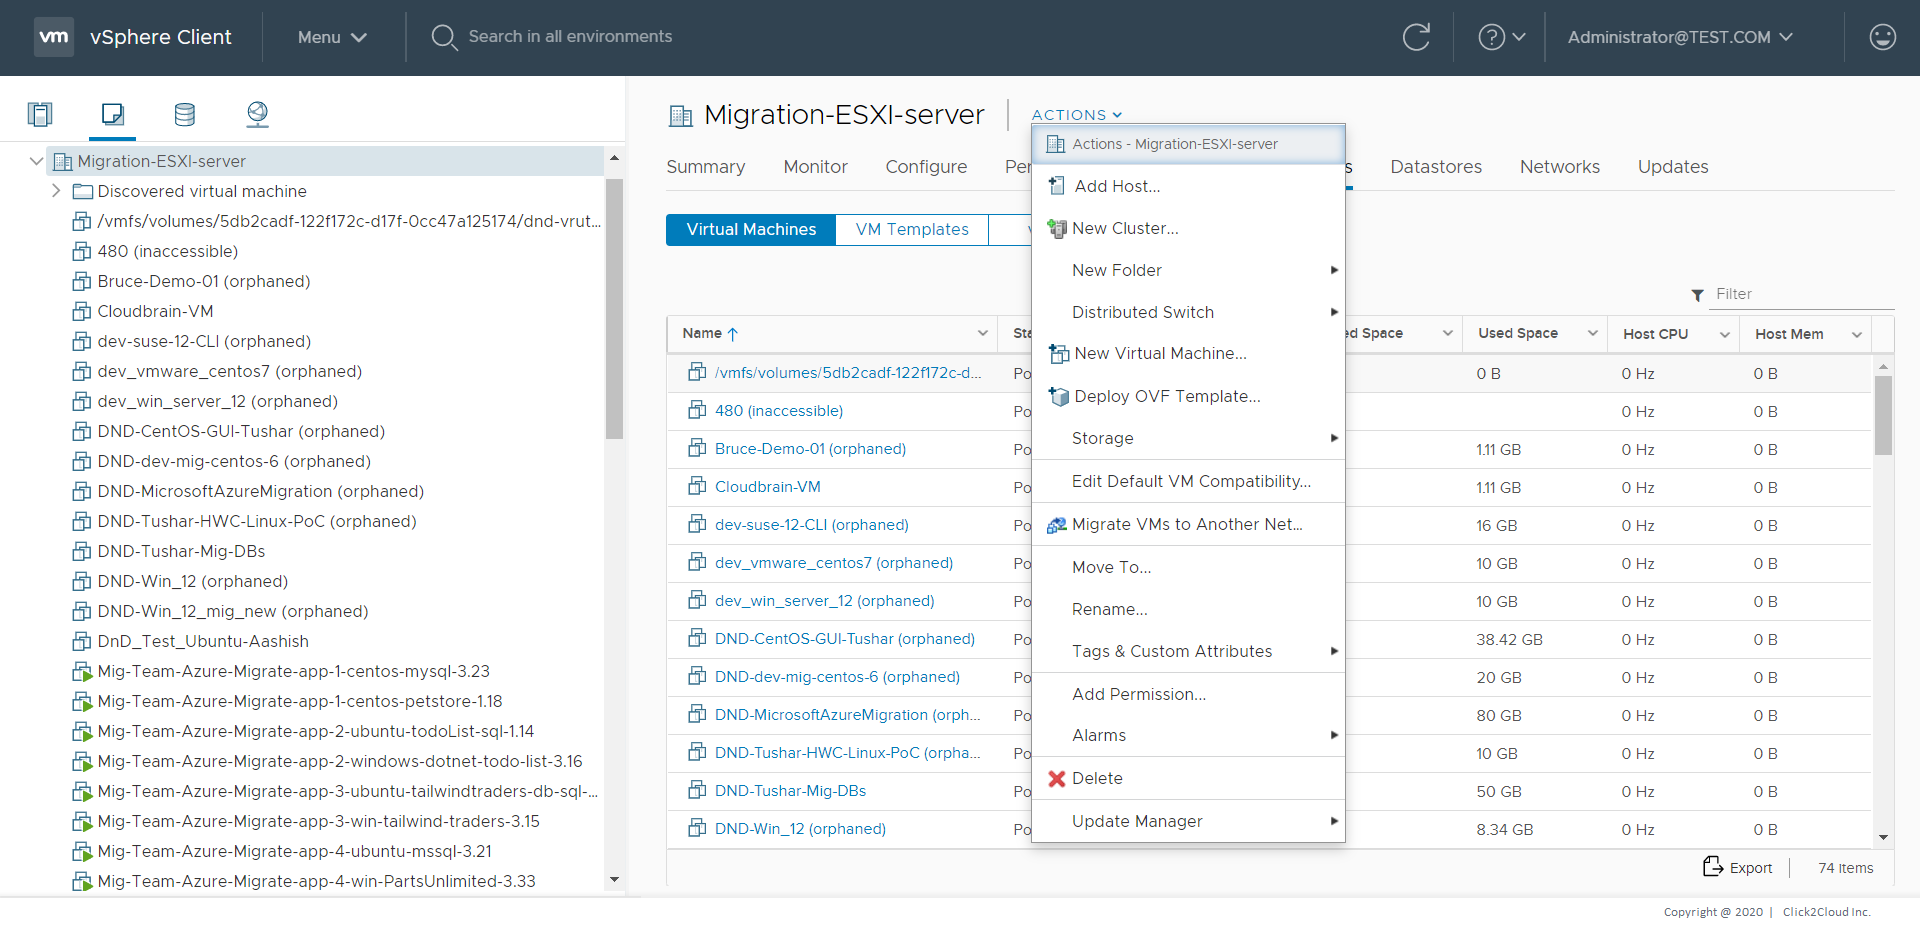 vm vSphere Client Menu Search in all environments ? Administrator@TEST.COM
Migration-ESXI-server
Discovered virtual machine
/vmfs/volumes/5db2cadf-122f172c-d17f-0cc47a125174/dnd-vrut...
480 (inaccessible)
Bruce-Demo-01 (orphaned)
Cloudbrain-VM
dev-suse-12-CLI (orphaned)
dev_vmware_centos7 (orphaned)
dev_win_server_12 (orphaned)
DND-CentOS-GUI-Tushar (orphaned)
DND-dev-mig-centos-6 (orphaned)
DND-MicrosoftAzureMigration (orphaned)
DND-Tushar-HWC-Linux-PoC (orphaned)
DND-Tushar-Mig-DBs
DND-Win_12 (orphaned)
DND-Win_12_mig_new (orphaned)
DnD_Test_Ubuntu-Aashish
Mig-Team-Azure-Migrate-app-1-centos-mysql-3.23
Mig-Team-Azure-Migrate-app-1-centos-petstore-1.18
Mig-Team-Azure-Migrate-app-2-ubuntu-todoList-sql-1.14
Mig-Team-Azure-Migrate-app-2-windows-dotnet-todo-list-3.16
Mig-Team-Azure-Migrate-app-3-ubuntu-tailwindtraders-db-sql-...
Mig-Team-Azure-Migrate-app-3-win-tailwind-traders-3.15
Mig-Team-Azure-Migrate-app-4-ubuntu-mssql-3.21
Mig-Team-Azure-Migrate-app-4-win-PartsUnlimited-3.33
Migration-ESXI-server ACTIONS
Summary Monitor Configure Pe s Datastores Networks Updates
Virtual Machines VM Templates
Filter
Name Sta ed Space Used Space Host CPU Host Mem
/vmfs/volumes/5db2cadf-122f172c-d... Po 0 B 0 Hz 0 B
480 (inaccessible) Po 0 Hz 0 B
Bruce-Demo-01 (orphaned) Po 1.11 GB 0 Hz 0 B
Cloudbrain-VM Po 1.11 GB 0 Hz 0 B
dev-suse-12-CLI (orphaned) Po 16 GB 0 Hz 0 B
dev_vmware_centos7 (orphaned) Po 10 GB 0 Hz 0 B
dev_win_server_12 (orphaned) Po 10 GB 0 Hz 0 B
DND-CentOS-GUI-Tushar (orphaned) Po 38.42 GB 0 Hz 0 B
DND-dev-mig-centos-6 (orphaned) Po 20 GB 0 Hz 0 B
DND-MicrosoftAzureMigration (orph... Po 80 GB 0 Hz 0 B
DND-Tushar-HWC-Linux-PoC (orpha... Po 10 GB 0 Hz 0 B
DND-Tushar-Mig-DBs Po 50 GB 0 Hz 0 B
DND-Win_12 (orphaned) Po 8.34 GB 0 Hz 0 B
Export 74 Items
Actions - Migration-ESXI-server
Add Host...
New Cluster...
New Folder
Distributed Switch
New Virtual Machine...
Deploy OVF Template...
Storage
Edit Default VM Compatibility...
Migrate VMs to Another Net...
Move To...
Rename...
Tags & Custom Attributes
Add Permission...
Alarms
Delete
Update Manager
Copyright @ 2020 | Click2Cloud Inc.